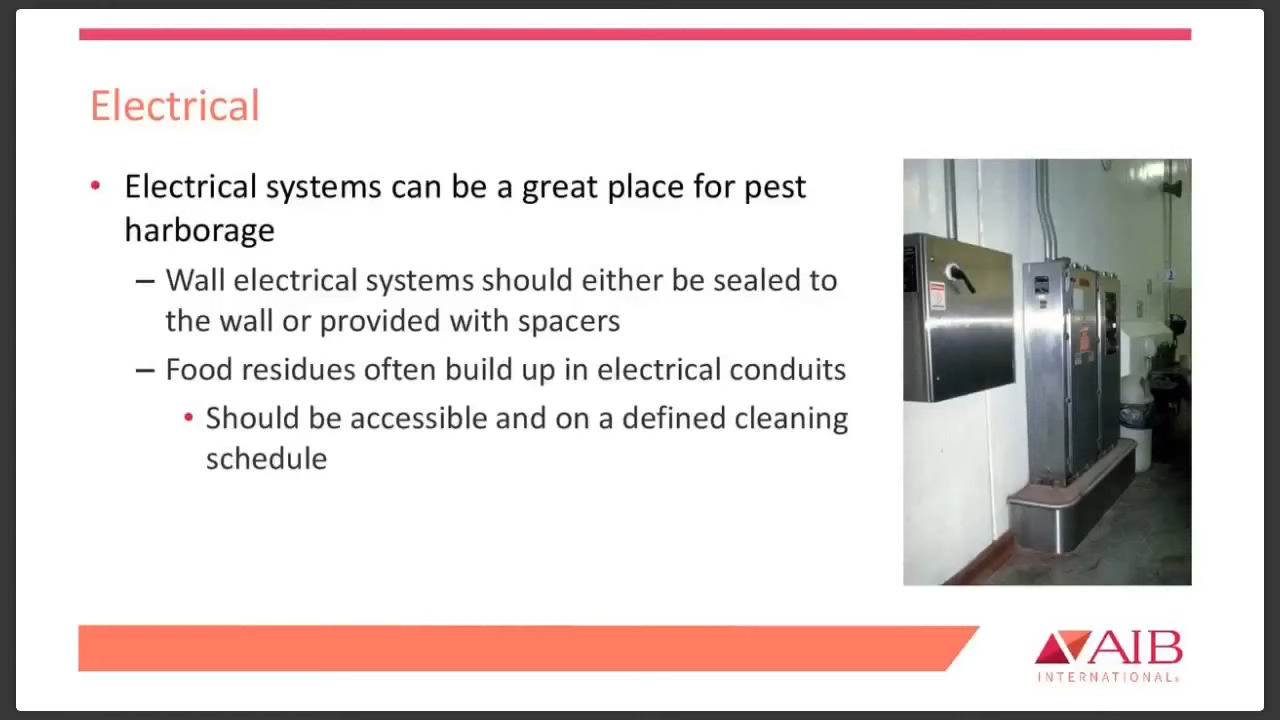 Electrical
• Electrical systems can be a great place for pest
harborage
– Wall electrical systems should either be sealed to
the wall or provided with spacers
– Food residues often build up in electrical conduits
• Should be accessible and on a defined cleaning
schedule
AIB
INTERNATIONAL®